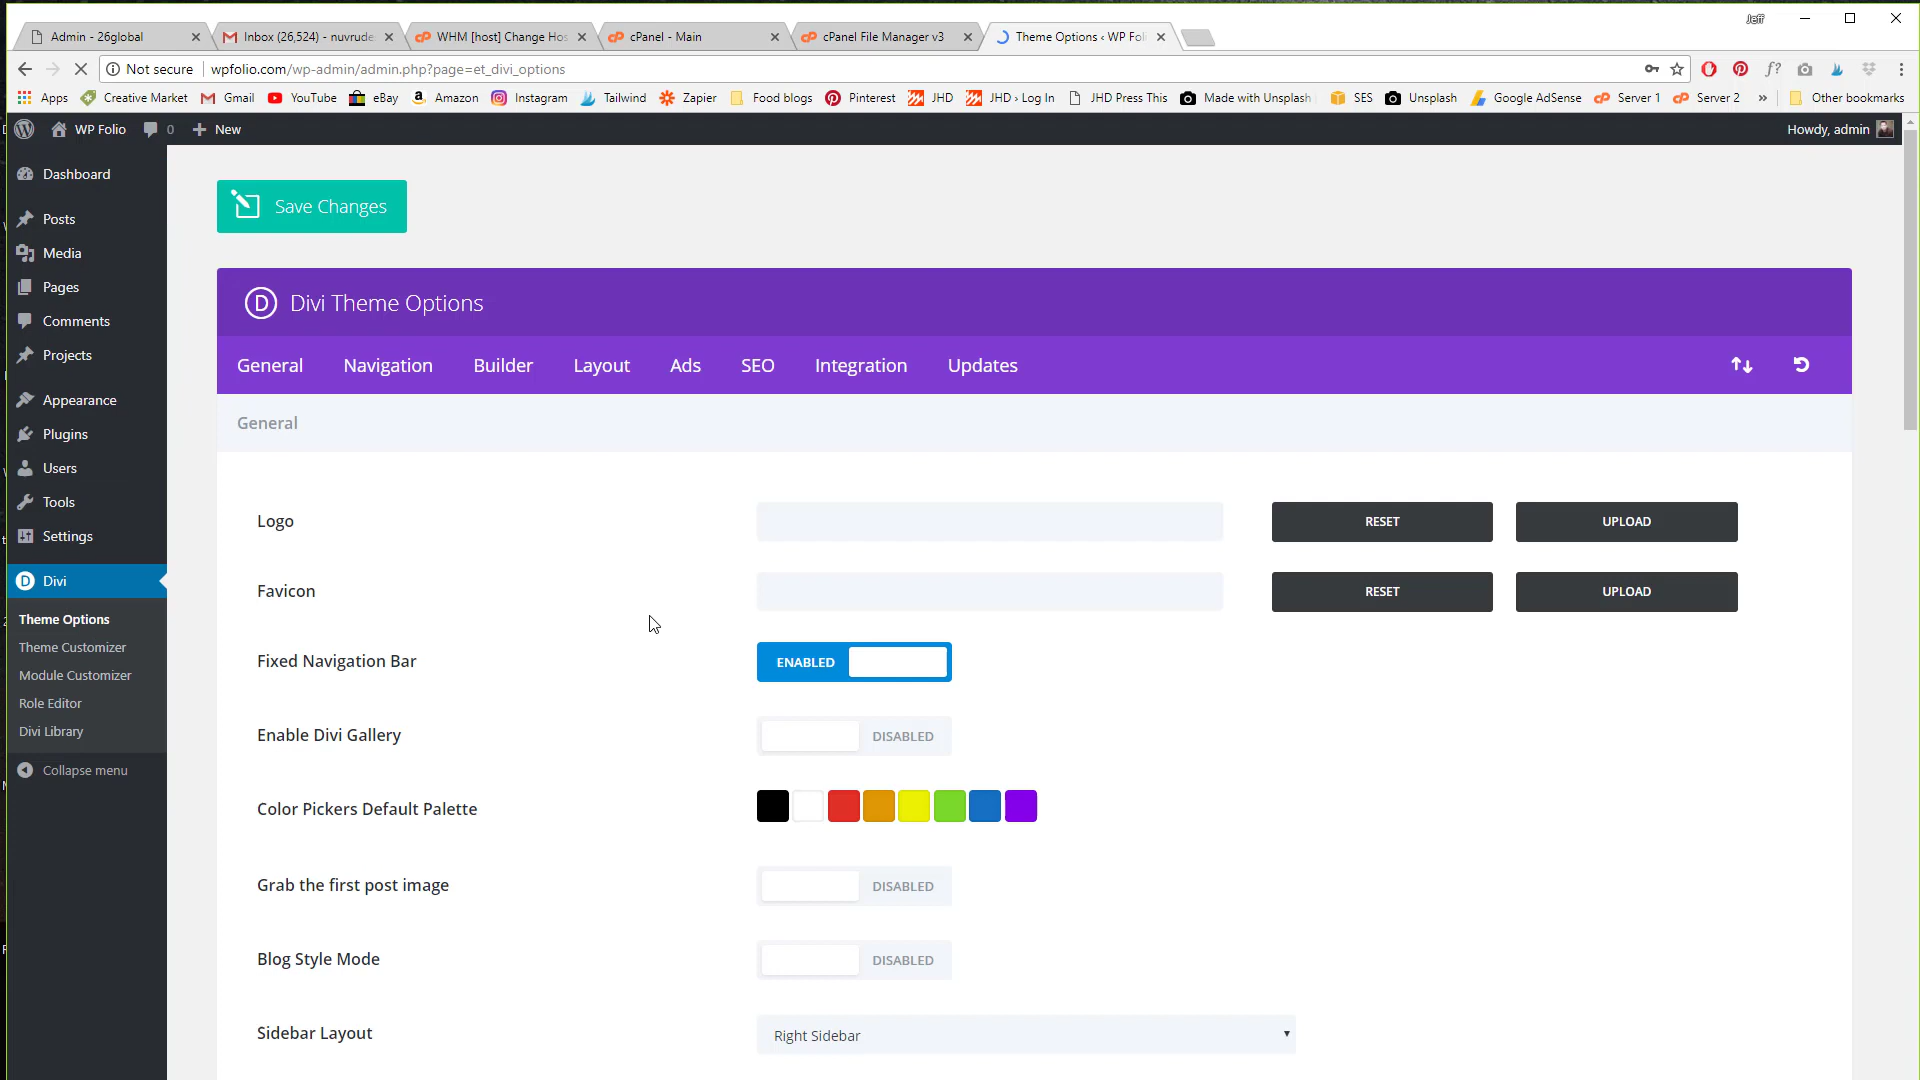 Jeff
Admin - 26global
Inbox (26,524) - nuvrude
WHM [host] Change Hos
cPanel - Main
cPanel File Manager v3
Theme Options ‹ WP Foli
Not secure
wpfolio.com/wp-admin/admin.php?page=et_divi_options
Apps
Creative Market
Gmail
YouTube
eBay
Amazon
Instagram
Tailwind
Zapier
Food blogs
Pinterest
JHD
JHD › Log In
JHD Press This
Made with Unsplash
SES
Unsplash
Google AdSense
Server 1
Server 2
»
Other bookmarks
WP Folio
0
New
Howdy, admin
Dashboard
Posts
Media
Pages
Comments
Projects
Appearance
Plugins
Users
Tools
Settings
Divi
Theme Options
Theme Customizer
Module Customizer
Role Editor
Divi Library
Collapse menu
Save Changes
D Divi Theme Options
General
Navigation
Builder
Layout
Ads
SEO
Integration
Updates
General
Logo
RESET
UPLOAD
Favicon
RESET
UPLOAD
Fixed Navigation Bar
ENABLED
Enable Divi Gallery
DISABLED
Color Pickers Default Palette
Grab the first post image
DISABLED
Blog Style Mode
DISABLED
Sidebar Layout
Right Sidebar